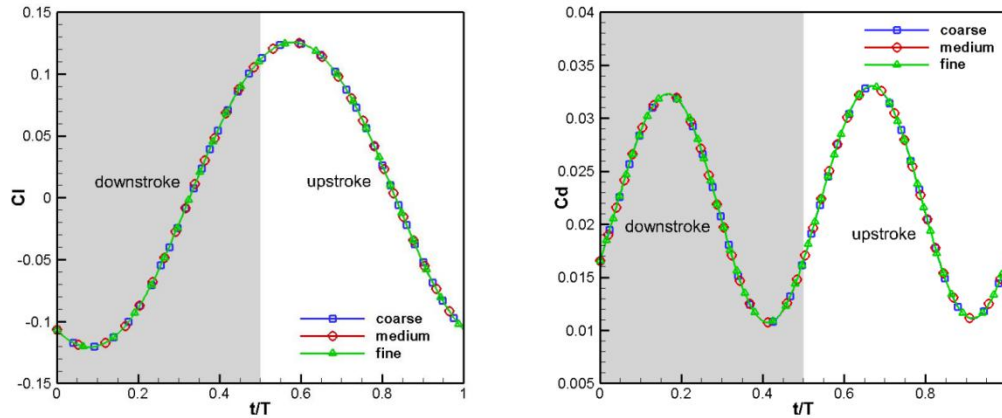 0.15
0.1
0.05
0
-0.05
-0.1
-0.15
Cl
downstroke
upstroke
coarse
medium
fine
0 0.2 0.4 0.6 0.8 1
t/T
0.04
0.035
0.03
0.025
0.02
0.015
0.01
0.005
Cd
coarse
medium
fine
downstroke
upstroke
0 0.2 0.4 0.6 0.8
t/T